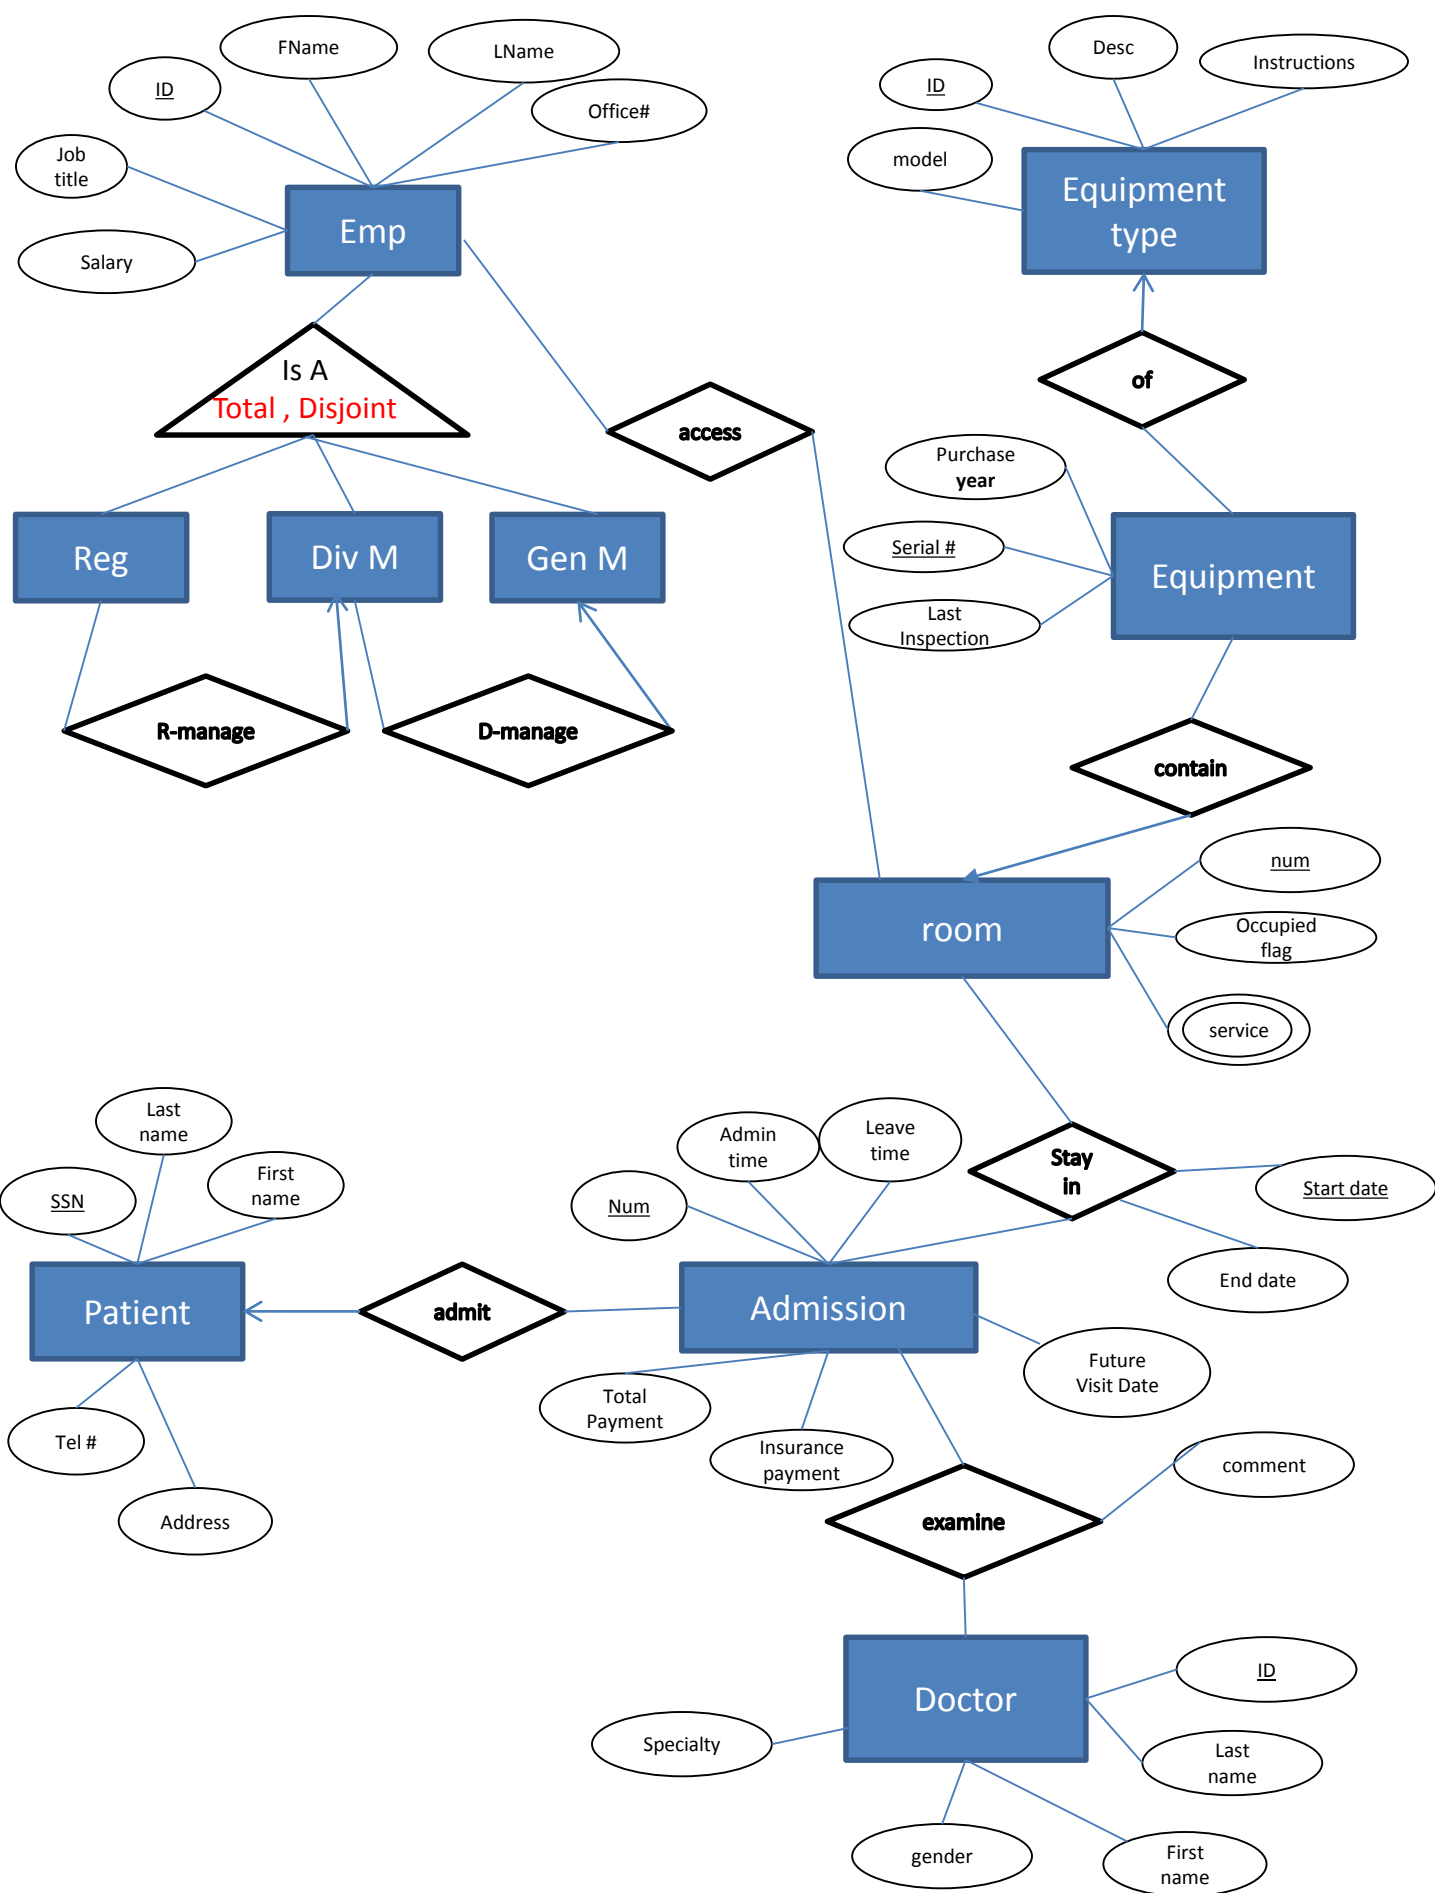 FName
LName
ID
Office#
Job
title
Salary
Emp
Is A
Total , Disjoint
Reg
Div M
Gen M
R-manage
D-manage
access
Desc
Instructions
ID
model
Equipment
type
of
Purchase
year
Serial #
Last
Inspection
Equipment
contain
num
Occupied
flag
service
room
Stay
in
Start date
End date
Last
name
First
name
SSN
Patient
Tel #
Address
admit
Admin
time
Leave
time
Num
Admission
Future
Visit Date
Total
Payment
Insurance
payment
comment
examine
Doctor
ID
Last
name
First
name
gender
Specialty